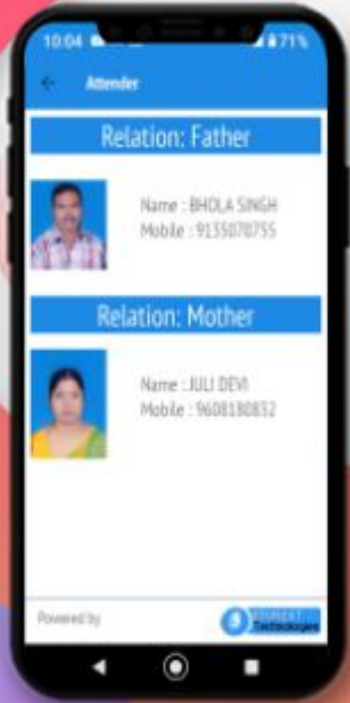 10:04 71%
Attender
Relation: Father
Name : BHOLA SINGH
Mobile : 9135070755
Relation: Mother
Name : JULI DEVI
Mobile : 9608180832
Powered by
Technologies